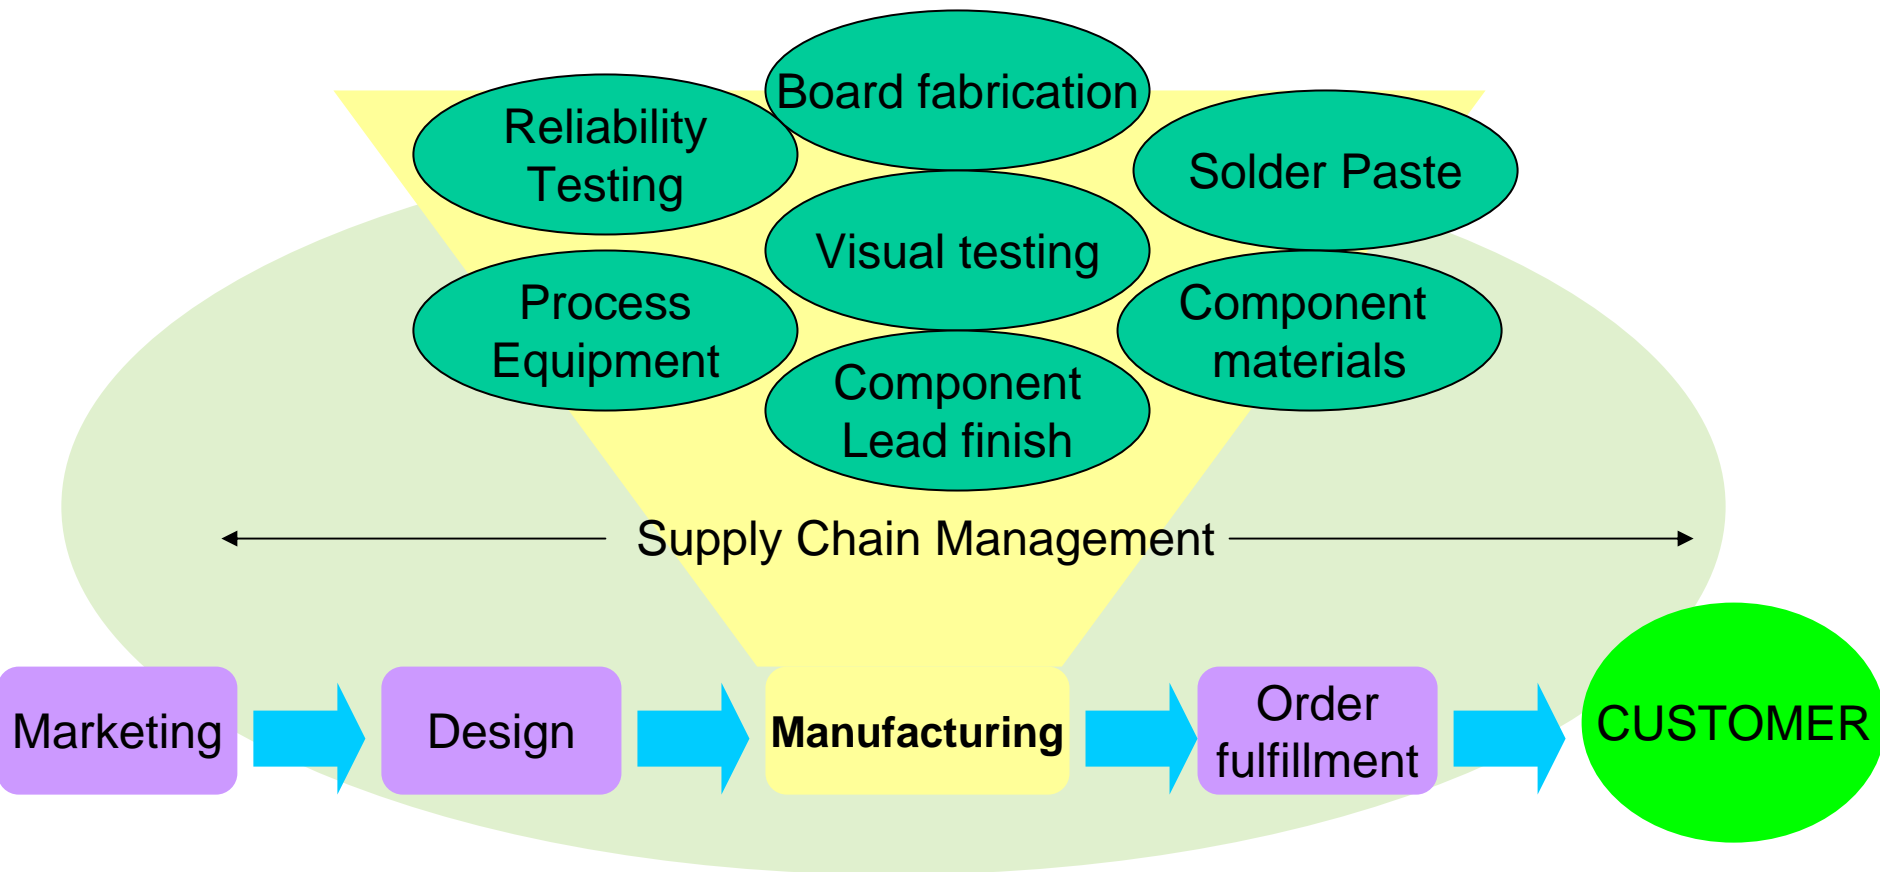 Board fabrication
Reliability
Testing
Solder Paste
Visual testing
Process
Equipment
Component
materials
Component
Lead finish
Supply Chain Management
Marketing
Design
Manufacturing
Order
fulfillment
CUSTOMER